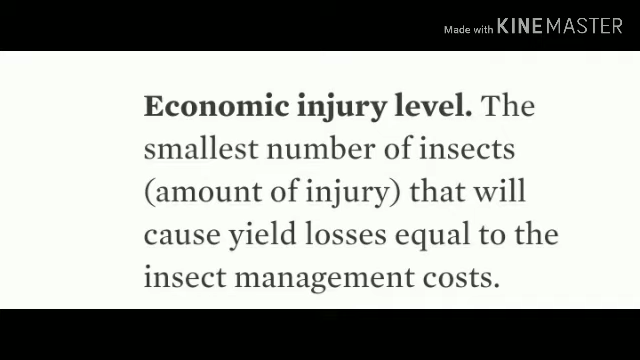 Made with KINEMASTER
Economic injury level. The
smallest number of insects
(amount of injury) that will
cause yield losses equal to the
insect management costs.